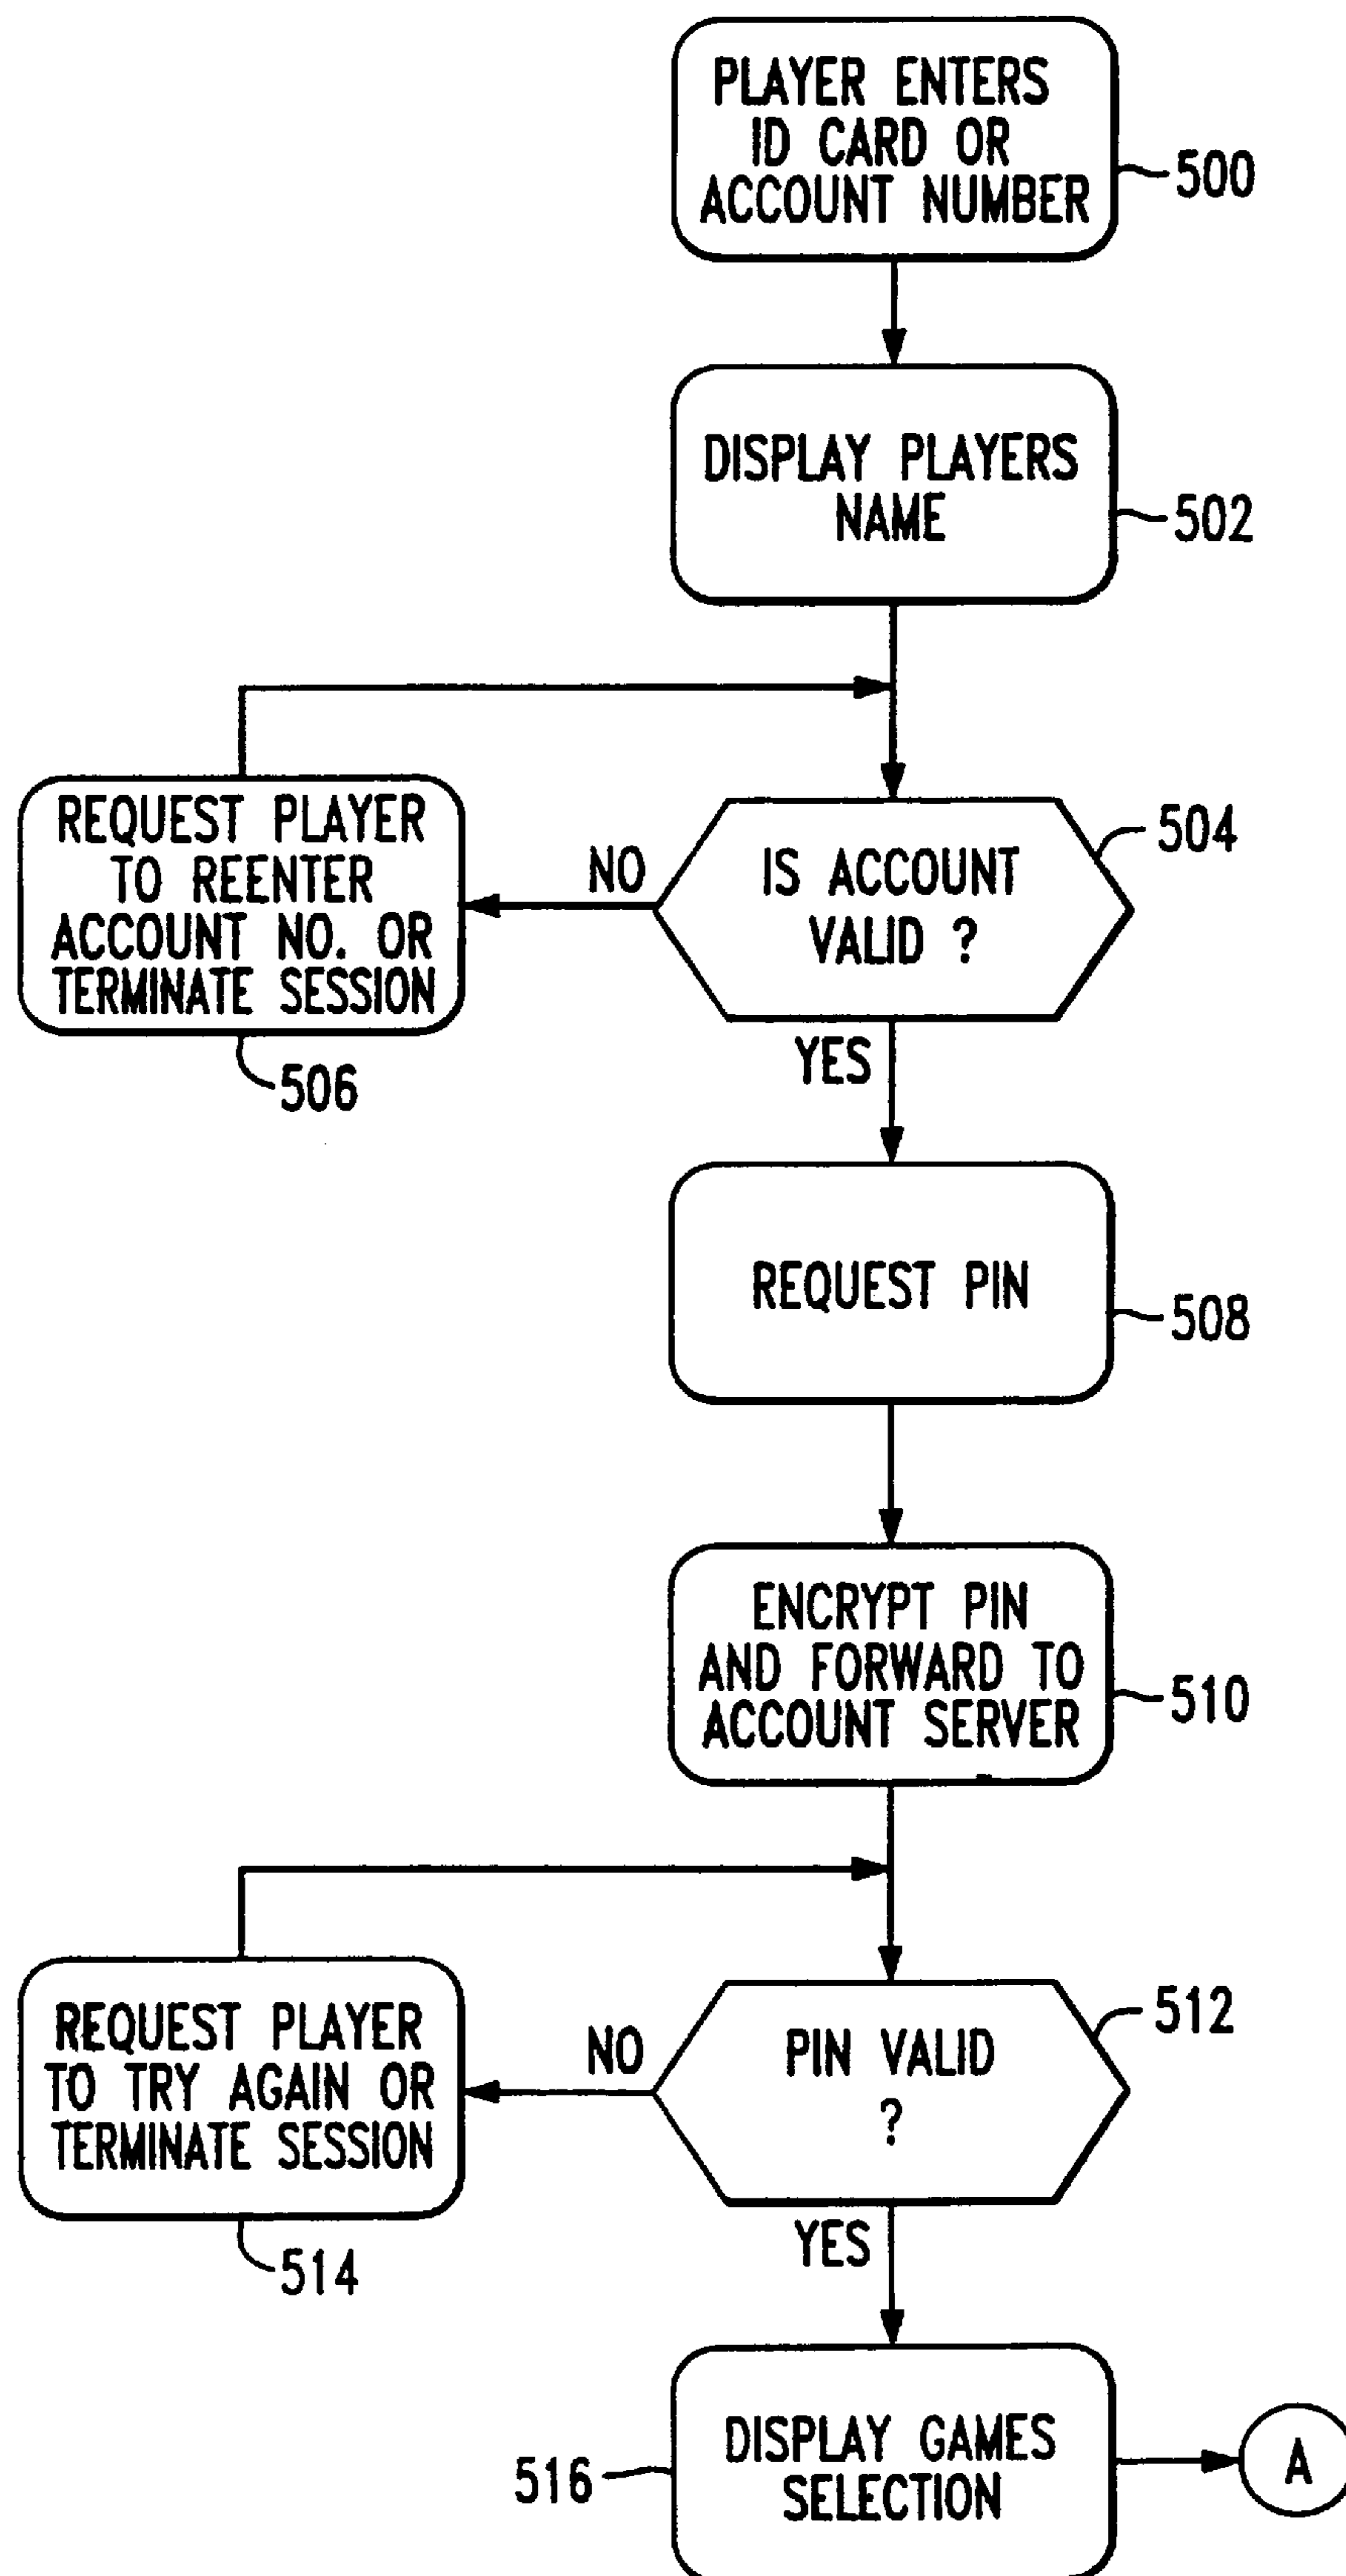 PLAYER ENTERS
ID CARD OR
ACCOUNT NUMBER
500
DISPLAY PLAYERS
NAME
502
IS ACCOUNT
VALID ?
504
NO
REQUEST PLAYER
TO REENTER
ACCOUNT NO. OR
TERMINATE SESSION
506
YES
REQUEST PIN
508
ENCRYPT PIN
AND FORWARD TO
ACCOUNT SERVER
510
PIN VALID
?
512
NO
REQUEST PLAYER
TO TRY AGAIN OR
TERMINATE SESSION
514
YES
DISPLAY GAMES
SELECTION
516
A